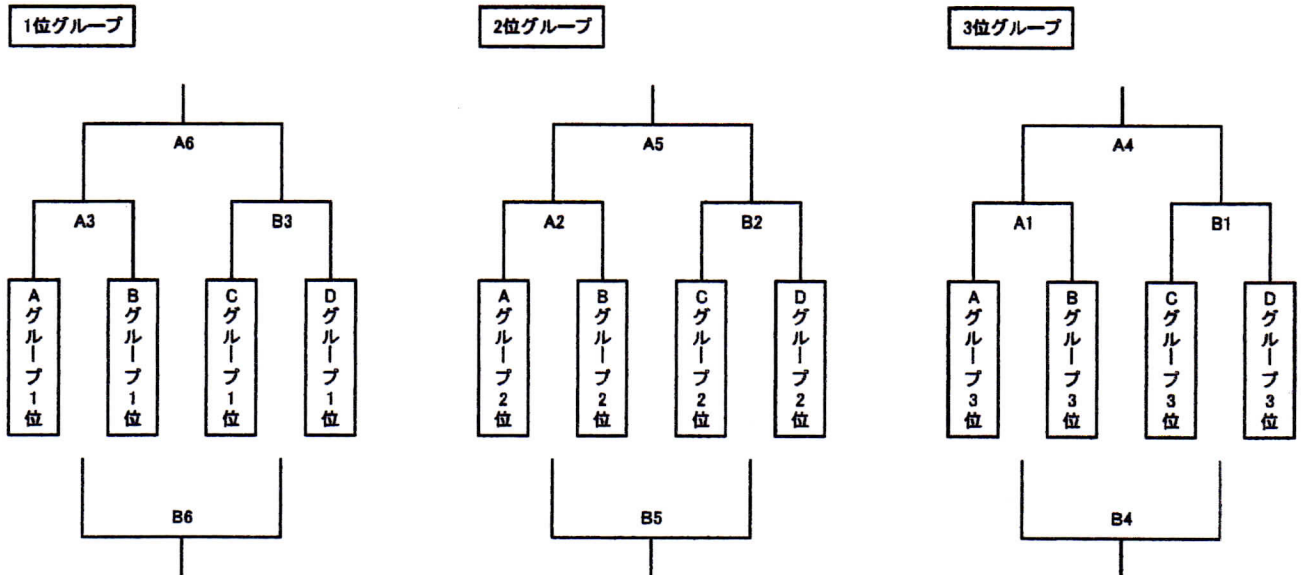 1位グループ
A6
A3
B3
Aグループ1位
Bグループ1位
Cグループ1位
Dグループ1位
B6
2位グループ
A5
A2
B2
Aグループ2位
Bグループ2位
Cグループ2位
Dグループ2位
B5
3位グループ
A4
A1
B1
Aグループ3位
Bグループ3位
Cグループ3位
Dグループ3位
B4